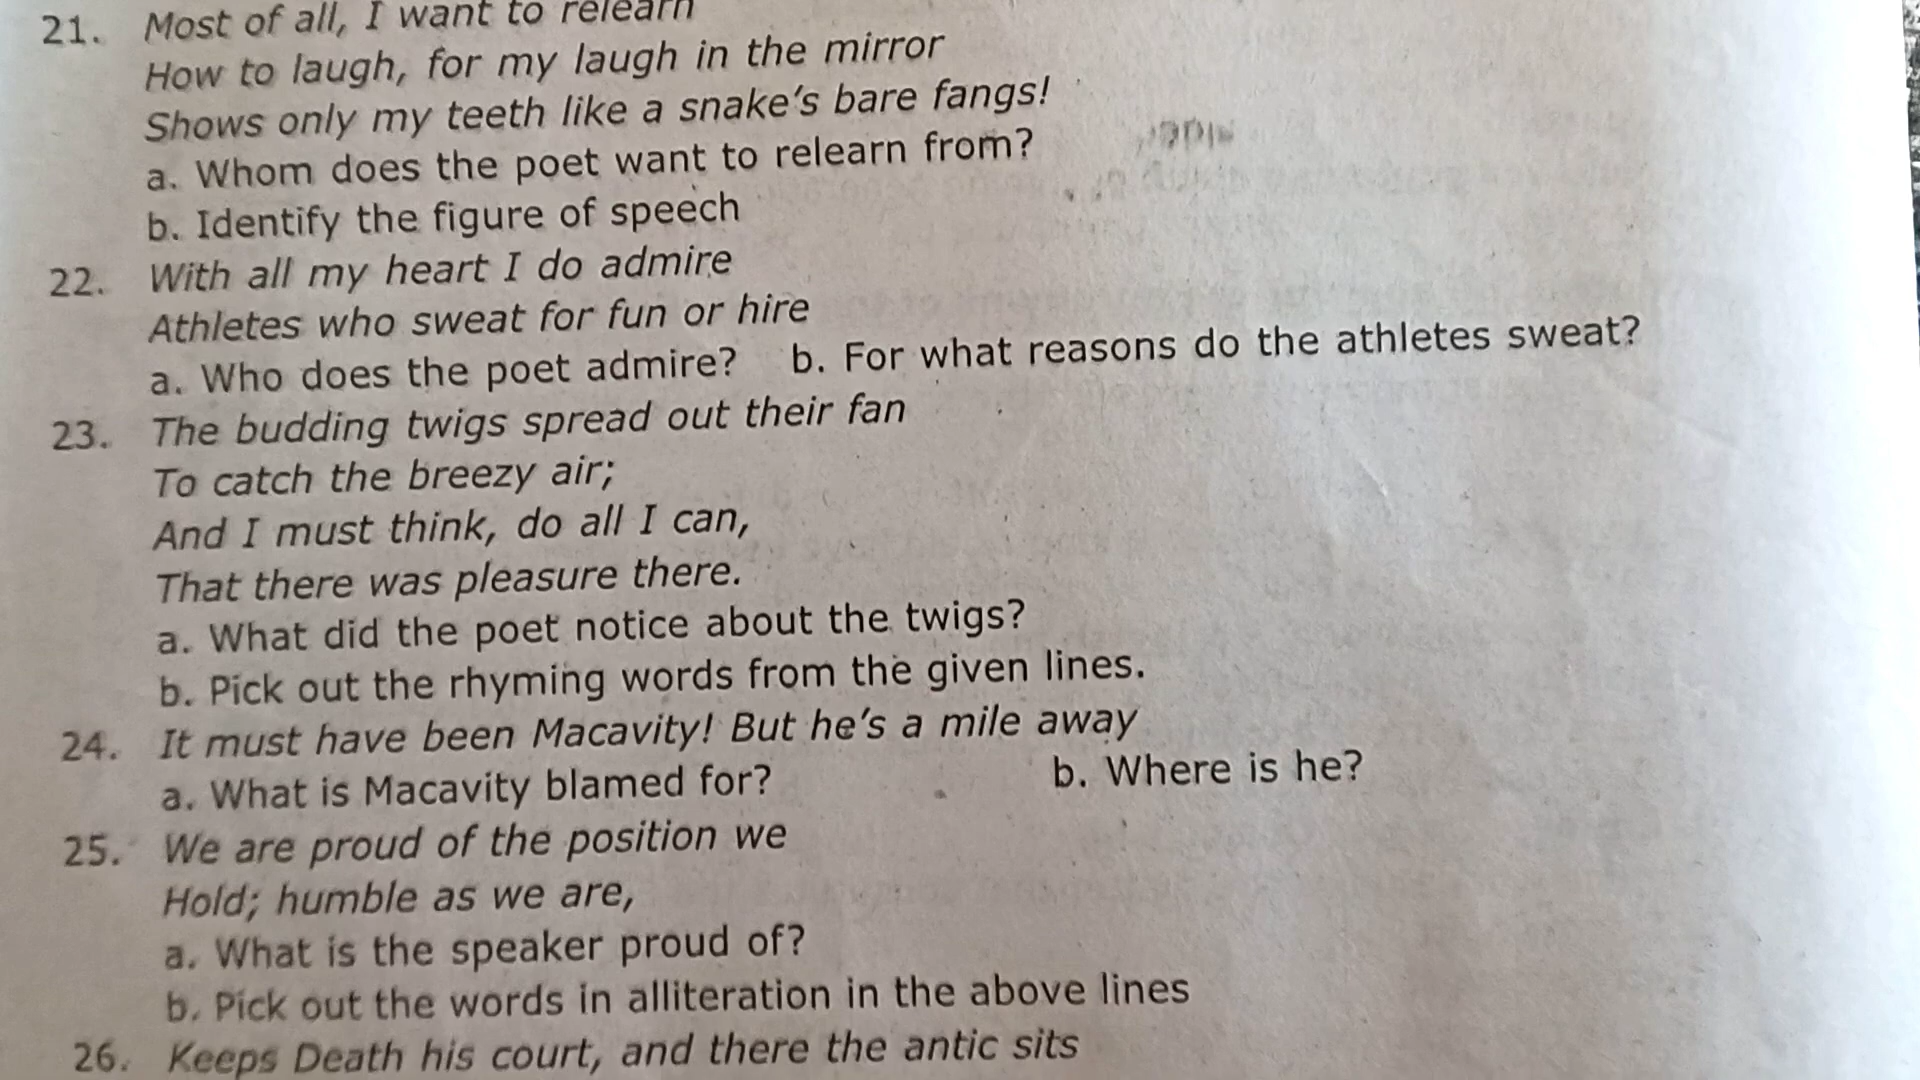 21. Most of all, I want to relearn
How to laugh, for my laugh in the mirror
Shows only my teeth like a snake's bare fangs!
a. Whom does the poet want to relearn from?
b. Identify the figure of speech
22. With all my heart I do admire
Athletes who sweat for fun or hire
a. Who does the poet admire? b. For what reasons do the athletes sweat?
23. The budding twigs spread out their fan
To catch the breezy air;
And I must think, do all I can,
That there was pleasure there.
a. What did the poet notice about the twigs?
b. Pick out the rhyming words from the given lines.
24. It must have been Macavity! But he's a mile away
a. What is Macavity blamed for? b. Where is he?
25. We are proud of the position we
Hold; humble as we are,
a. What is the speaker proud of?
b. Pick out the words in alliteration in the above lines
26. Keeps Death his court, and there the antic sits